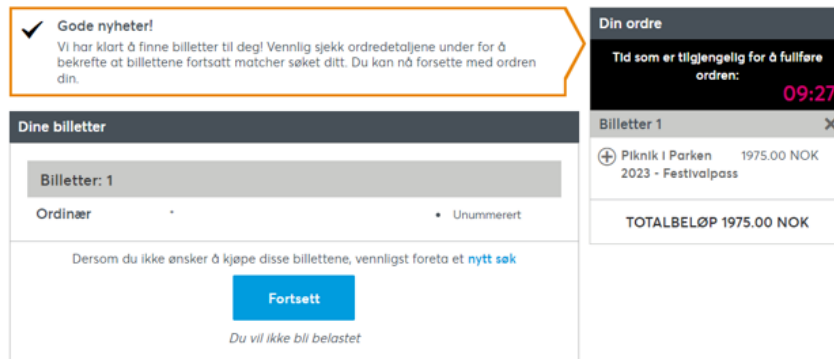 Gode nyheter!
Vi har klart å finne billetter til deg! Vennlig sjekk ordredetaljene under for å
bekrefte at billettene fortsatt matcher søket ditt. Du kan nå forsette med ordren
din.
Dine billetter
Billetter: 1
Ordinær
• Unummerert
Dersom du ikke ønsker å kjøpe disse billettene, vennligst foreta et nytt søk
Fortsett
Du vil ikke bli belastet
Din ordre
Tid som er tilgjengelig for å fullføre
ordren:
09:27
Billetter 1
Piknik i Parken 1975.00 NOK
2023 - Festivalpass
TOTALBELØP 1975.00 NOK